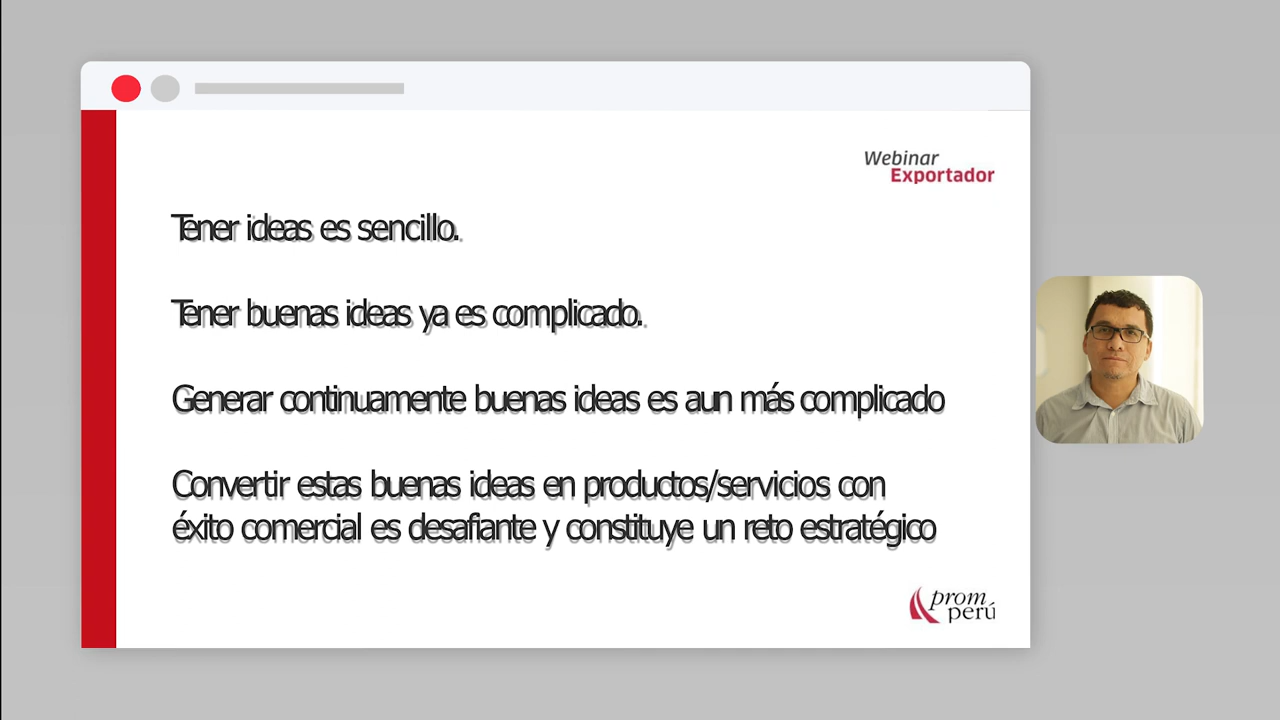 Webinar
Exportador
Tener ideas es sencillo.
Tener buenas ideas ya es complicado.
Generar continuamente buenas ideas es aun más complicado
Convertir estas buenas ideas en productos/servicios con
éxito comercial es desafiante y constituye un reto estratégico
prom
perú